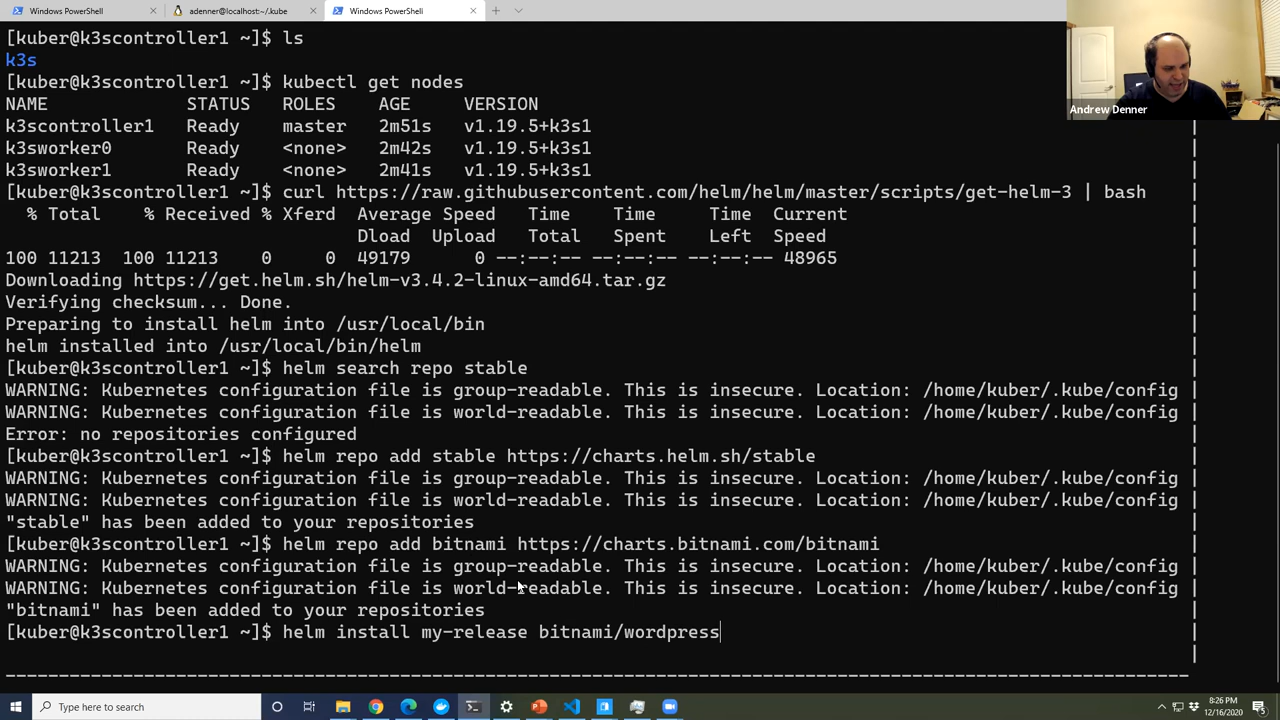 Windows PowerShell
adenner@localhost:~/.kube
Windows PowerShell
[kuber@k3scontroller1 ~]$ ls
k3s
[kuber@k3scontroller1 ~]$ kubectl get nodes
NAME STATUS ROLES AGE VERSION
k3scontroller1 Ready master 2m51s v1.19.5+k3s1
k3sworker0 Ready <none> 2m42s v1.19.5+k3s1
k3sworker1 Ready <none> 2m41s v1.19.5+k3s1
[kuber@k3scontroller1 ~]$ curl https://raw.githubusercontent.com/helm/helm/master/scripts/get-helm-3 | bash
% Total % Received % Xferd Average Speed Time Time Time Current
Dload Upload Total Spent Left Speed
100 11213 100 11213 0 0 49179 0 --:--:-- --:--:-- --:--:-- 48965
Downloading https://get.helm.sh/helm-v3.4.2-linux-amd64.tar.gz
Verifying checksum... Done.
Preparing to install helm into /usr/local/bin
helm installed into /usr/local/bin/helm
[kuber@k3scontroller1 ~]$ helm search repo stable
WARNING: Kubernetes configuration file is group-readable. This is insecure. Location: /home/kuber/.kube/config
WARNING: Kubernetes configuration file is world-readable. This is insecure. Location: /home/kuber/.kube/config
Error: no repositories configured
[kuber@k3scontroller1 ~]$ helm repo add stable https://charts.helm.sh/stable
WARNING: Kubernetes configuration file is group-readable. This is insecure. Location: /home/kuber/.kube/config
WARNING: Kubernetes configuration file is world-readable. This is insecure. Location: /home/kuber/.kube/config
"stable" has been added to your repositories
[kuber@k3scontroller1 ~]$ helm repo add bitnami https://charts.bitnami.com/bitnami
WARNING: Kubernetes configuration file is group-readable. This is insecure. Location: /home/kuber/.kube/config
WARNING: Kubernetes configuration file is world-readable. This is insecure. Location: /home/kuber/.kube/config
"bitnami" has been added to your repositories
[kuber@k3scontroller1 ~]$ helm install my-release bitnami/wordpress
Andrew Denner
Type here to search
8:26 PM
12/16/2020
5